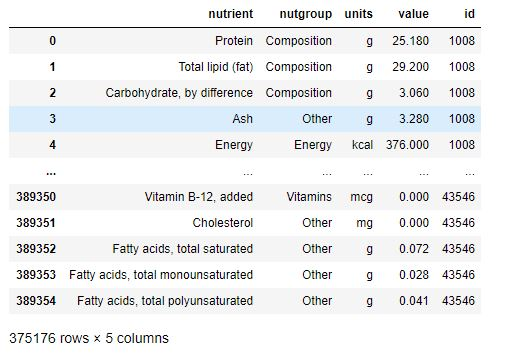 nutrient nutgroup units value id
0 Protein Composition g 25.180 1008
1 Total lipid (fat) Composition g 29.200 1008
2 Carbohydrate, by difference Composition g 3.060 1008
3 Ash Other g 3.280 1008
4 Energy Energy kcal 376.000 1008
... ... ... ... ... ...
389350 Vitamin B-12, added Vitamins mcg 0.000 43546
389351 Cholesterol Other mg 0.000 43546
389352 Fatty acids, total saturated Other g 0.072 43546
389353 Fatty acids, total monounsaturated Other g 0.028 43546
389354 Fatty acids, total polyunsaturated Other g 0.041 43546
375176 rows × 5 columns